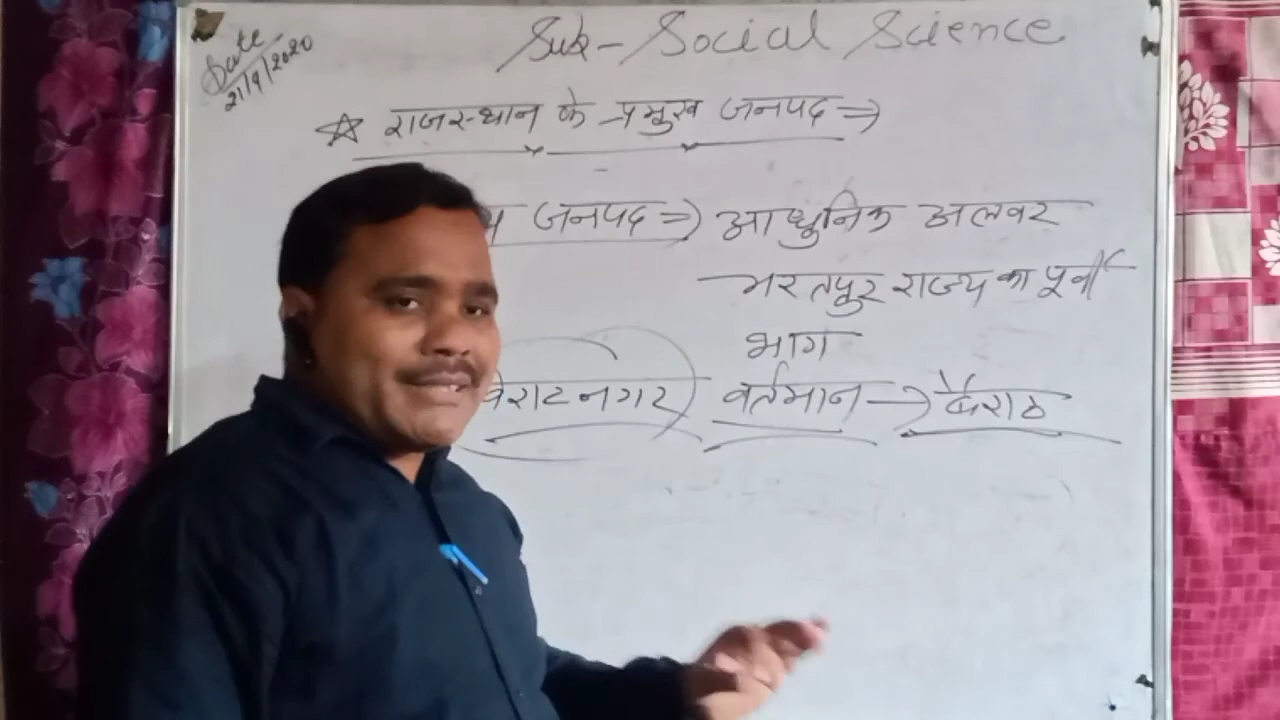 Sub - Social Science
Date
21/9/2020
☆ राजस्थान के प्रमुख जनपद ⇒
जनपद ⇒ आधुनिक अलवर
भरतपुर राज्य का पूर्वी
भाग
वेराटनगर) वर्तमान → बैराठ